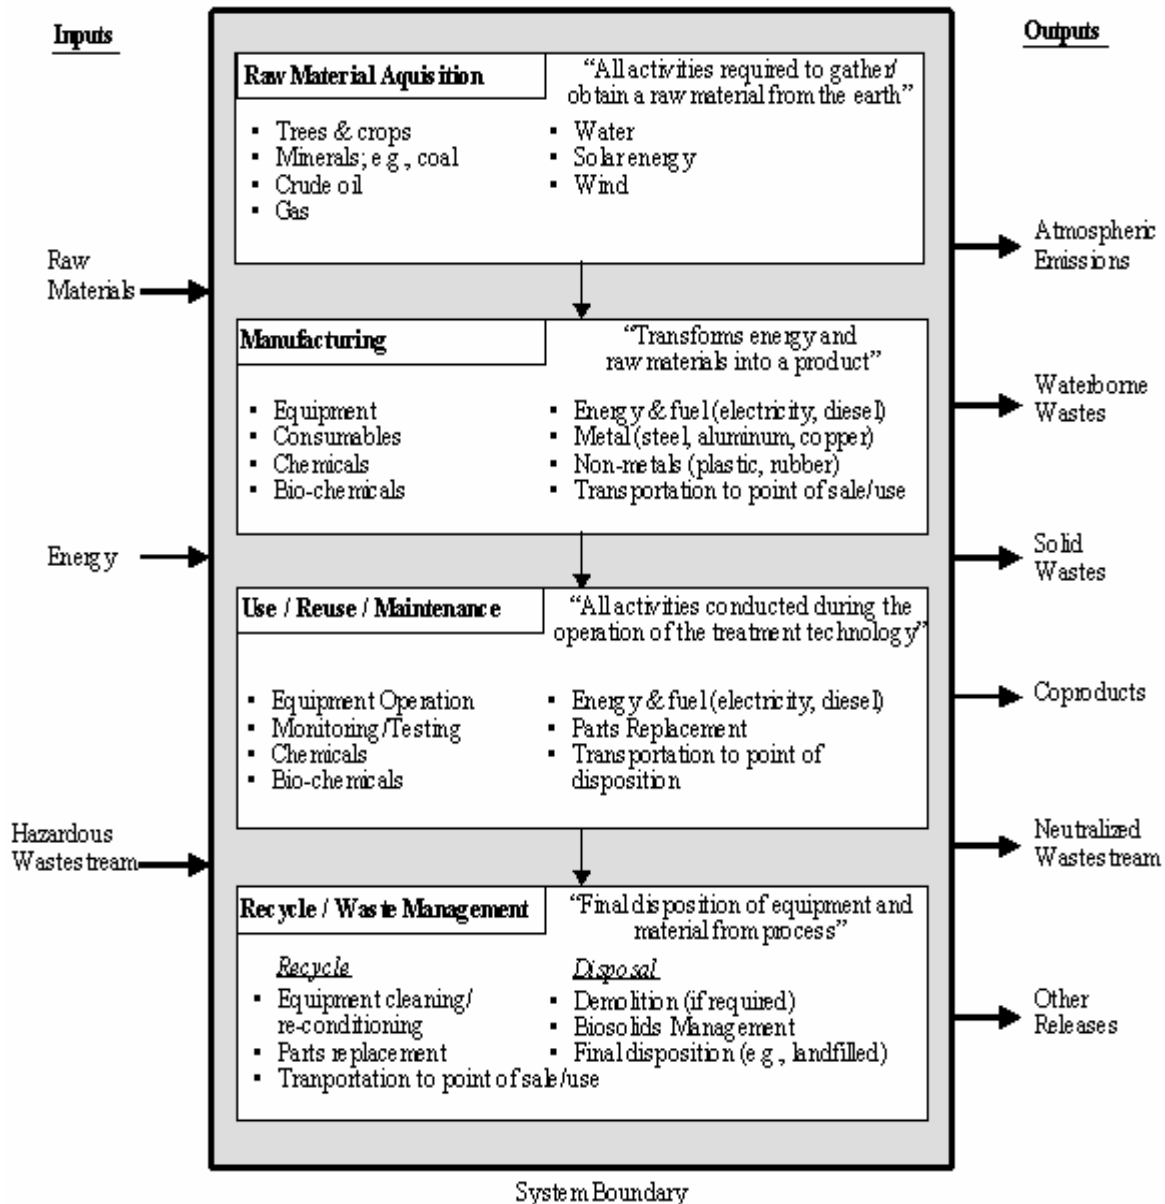 Inputs
Outputs
Raw Material Aquisition
“All activities required to gather/
obtain a raw material from the earth”
▪ Trees & crops
▪ Minerals; e.g., coal
▪ Crude oil
▪ Gas
▪ Water
▪ Solar energy
▪ Wind
Raw
Materials
Atmospheric
Emissions
Manufacturing
“Transforms energy and
raw materials into a product”
▪ Equipment
▪ Consumables
▪ Chemicals
▪ Bio-chemicals
▪ Energy & fuel (electricity, diesel)
▪ Metal (steel, aluminum, copper)
▪ Non-metals (plastic, rubber)
▪ Transportation to point of sale/use
Waterborne
Wastes
Energy
Solid
Wastes
Use / Reuse / Maintenance
“All activities conducted during the
operation of the treatment technology”
▪ Equipment Operation
▪ Monitoring/Testing
▪ Chemicals
▪ Bio-chemicals
▪ Energy & fuel (electricity, diesel)
▪ Parts Replacement
▪ Transportation to point of
disposition
Coproducts
Hazardous
Wastestream
Neutralized
Wastestream
Recycle / Waste Management
“Final disposition of equipment and
material from process”
Recycle
▪ Equipment cleaning/
re-conditioning
▪ Parts replacement
▪ Tranportation to point of sale/use
Disposal
▪ Demolition (if required)
▪ Biosolids Management
▪ Final disposition (e.g., landfilled)
Other
Releases
System Boundary